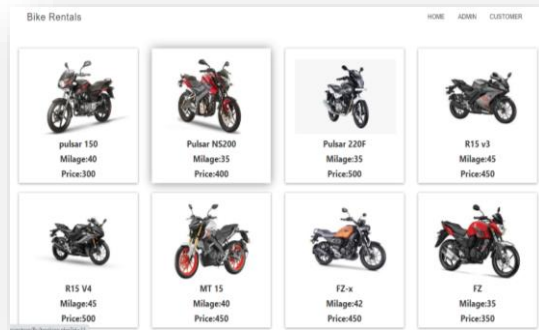 Bike Rentals
HOME ADMIN CUSTOMER
pulsar 150
Milage:40
Price:300
Pulsar NS200
Milage:35
Price:400
Pulsar 220F
Milage:35
Price:500
R15 v3
Milage:45
Price:450
R15 V4
Milage:45
Price:500
MT 15
Milage:40
Price:450
FZ-x
Milage:42
Price:450
FZ
Milage:35
Price:350